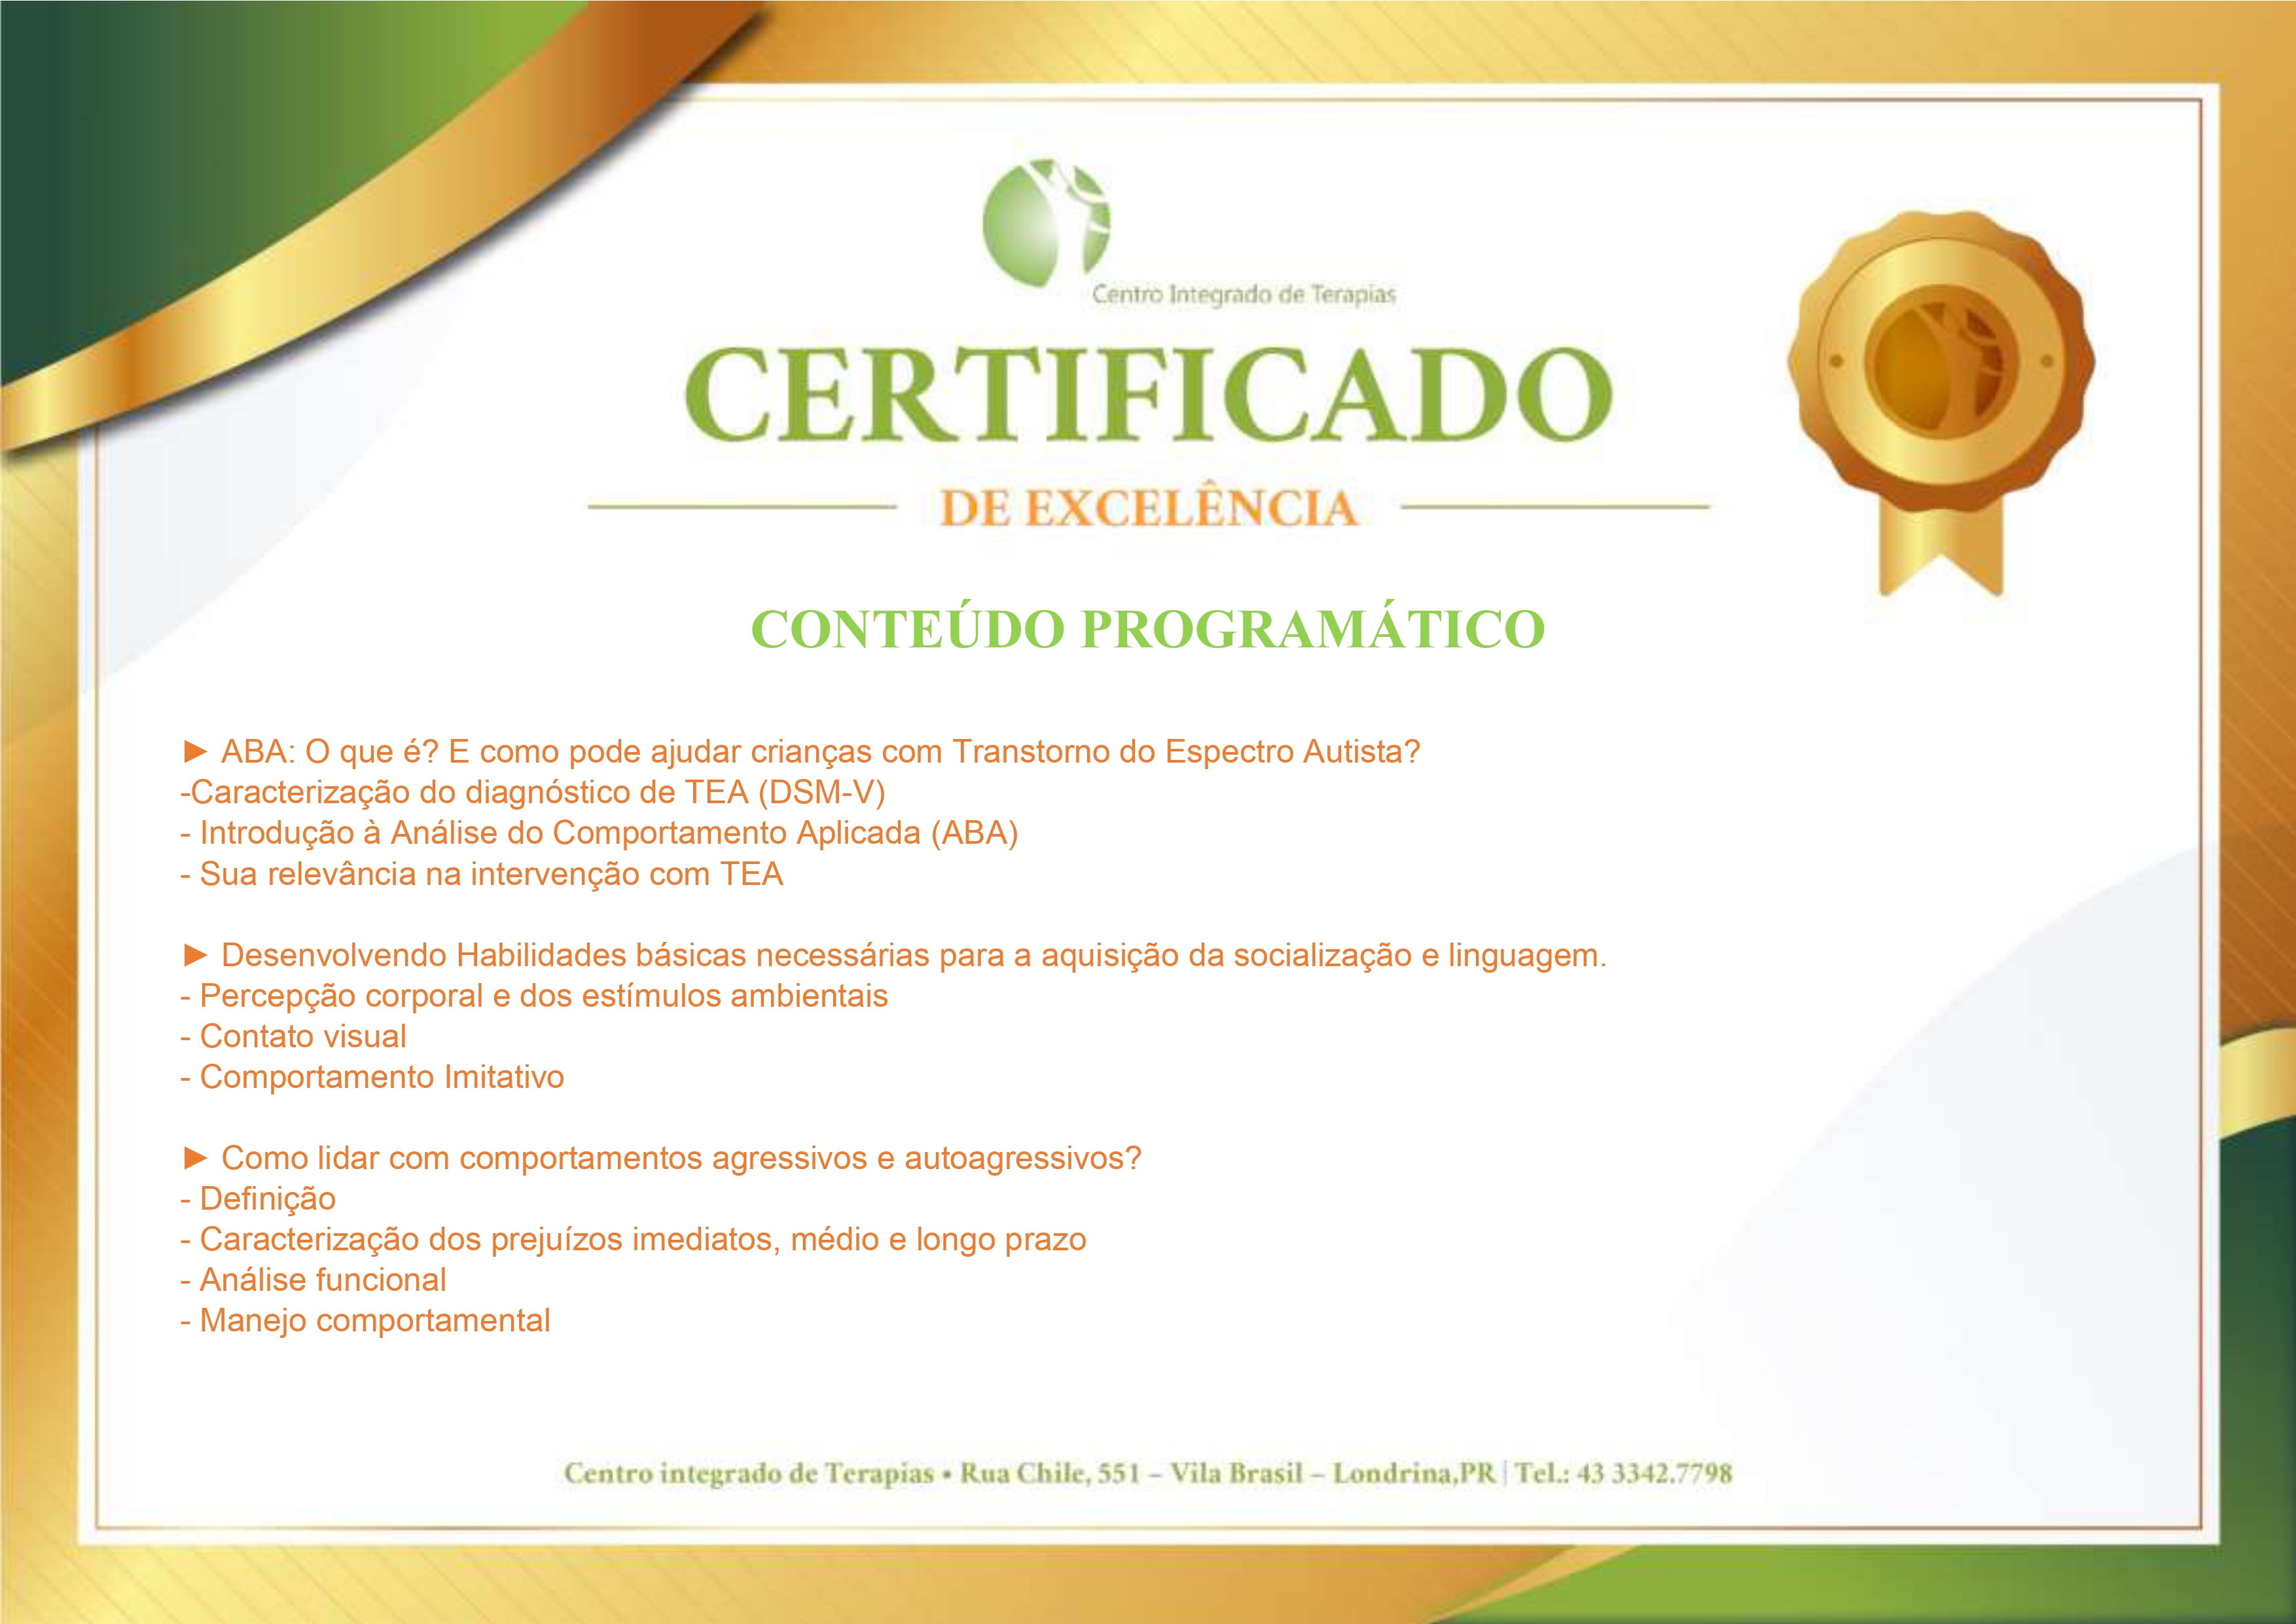 Centro Integrado de Terapias
CERTIFICADO
DE EXCELÊNCIA
CONTEÚDO PROGRAMÁTICO
► ABA: O que é? E como pode ajudar crianças com Transtorno do Espectro Autista?
-Caracterização do diagnóstico de TEA (DSM-V)
- Introdução à Análise do Comportamento Aplicada (ABA)
- Sua relevância na intervenção com TEA
► Desenvolvendo Habilidades básicas necessárias para a aquisição da socialização e linguagem.
- Percepção corporal e dos estímulos ambientais
- Contato visual
- Comportamento Imitativo
► Como lidar com comportamentos agressivos e autoagressivos?
- Definição
- Caracterização dos prejuízos imediatos, médio e longo prazo
- Análise funcional
- Manejo comportamental
Centro integrado de Terapias • Rua Chile, 551 – Vila Brasil – Londrina,PR | Tel.: 43 3342.7798